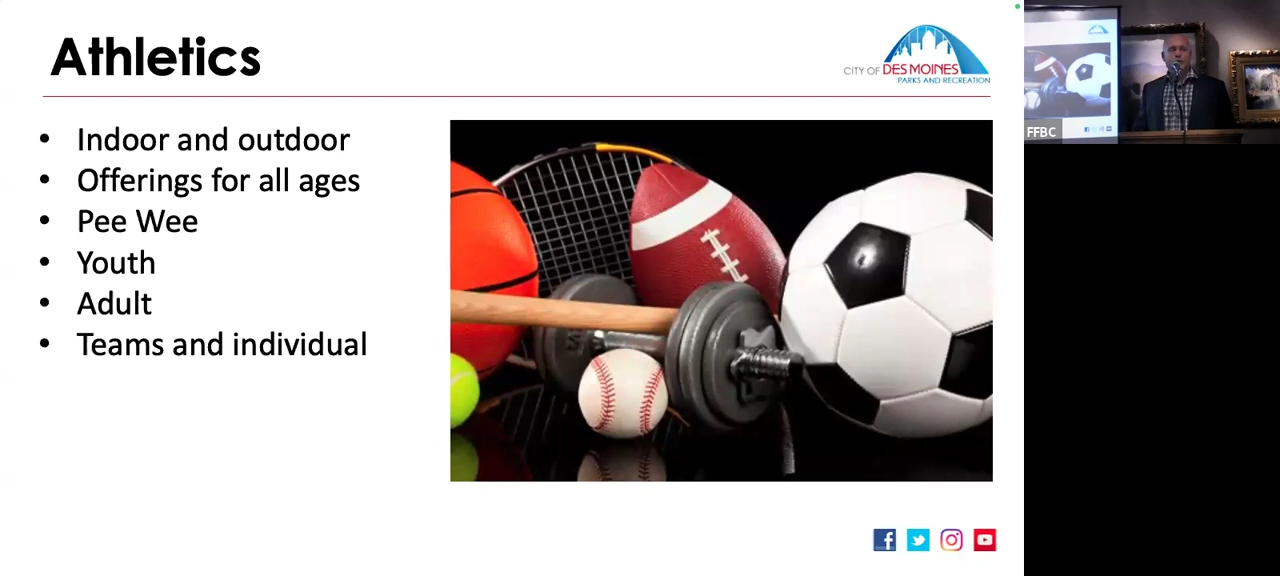 Athletics
CITY OF DES MOINES
PARKS AND RECREATION
• Indoor and outdoor
• Offerings for all ages
• Pee Wee
• Youth
• Adult
• Teams and individual
FFBC